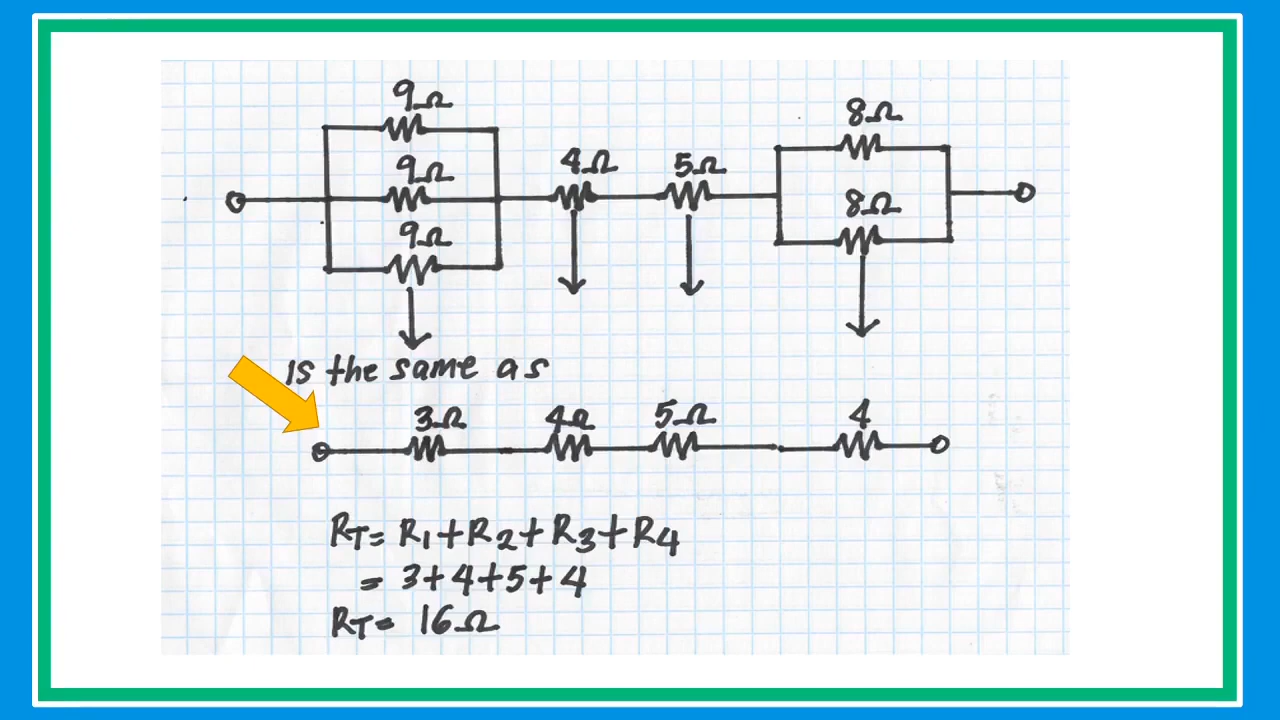 9Ω
9Ω
9Ω
4Ω
5Ω
8Ω
8Ω
is the same as
3Ω
4Ω
5Ω
4
RT= R1+R2+R3+R4
= 3+4+5+4
RT= 16Ω